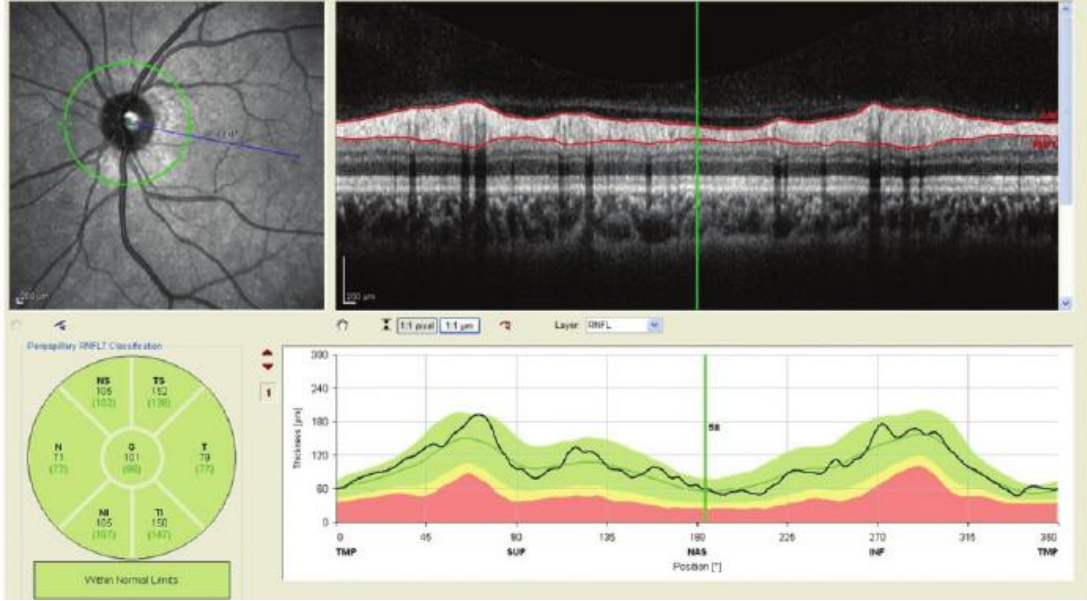 200 µm
ILM
RNFL
200 µm
1:1 pixel
1:1 µm
Layer: RNFL
Peripapillary RNFLT Classification
NS
105
(103)
TS
152
N
71
(77)
G
101
T
79
(77)
NI
105
(107)
TI
150
(147)
Within Normal Limits
1
Thickness [µm]
300
240
180
120
60
0
58
0
45
90
135
180
225
270
315
360
TMP
SUP
NAS
INF
TMP
Position [°]